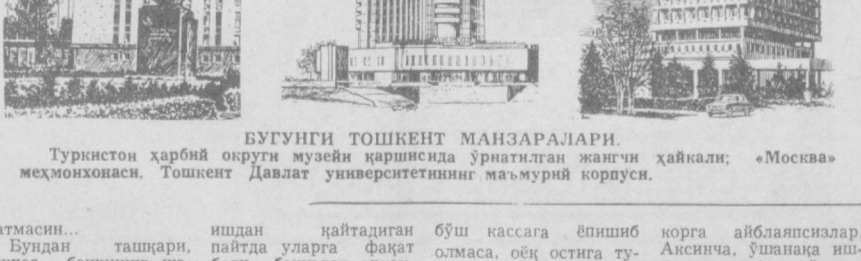 БУГУНГИ ТОШКЕНТ МАНЗАРАЛАРИ.
Туркистон ҳарбий округи музейи қаршисида ўрнатилган жангчи ҳайкали; «Москва»
меҳмонхонаси. Тошкент Давлат университетининг маъмурий корпуси.
атмасин...
Бундан ташқари,
ишдан қайтадиган
пайтда уларга фақат
бўш кассага ёпишиб
олмаса, оёқ остига ту-
корга айблаяпсизлар.
Аксинча, ўшанақа иш-